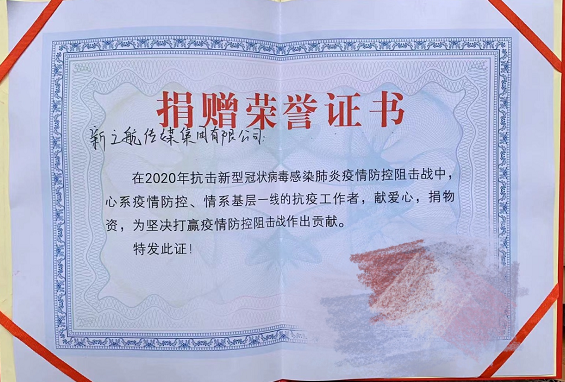 捐赠荣誉证书
新立航传媒集团有限公司:
在2020年抗击新型冠状病毒感染肺炎疫情防控阻击战中,
心系疫情防控、情系基层一线的抗疫工作者,献爱心,捐物
资,为坚决打赢疫情防控阻击战作出贡献。
特发此证!